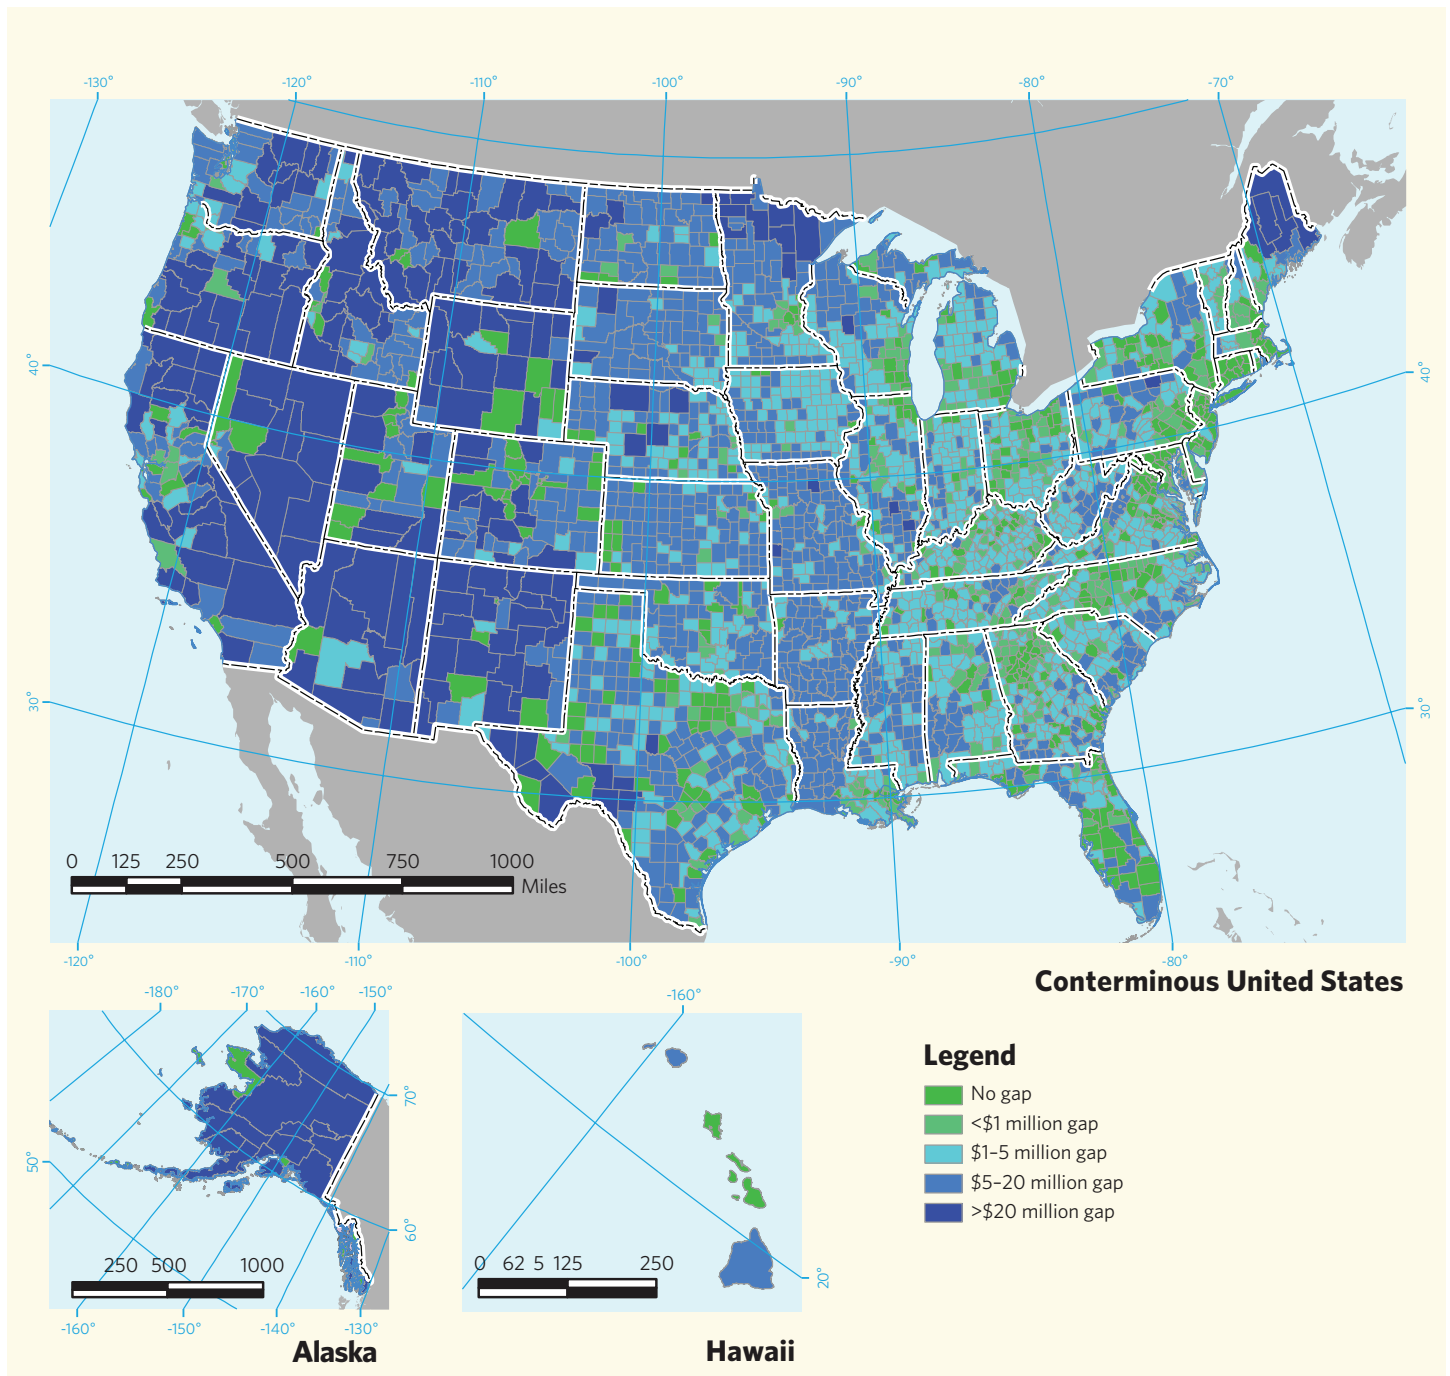 -130° -120° -110° -100° -90° -80° -70°
40° 40°
30° 30°
0 125 250 500 750 1000
Miles
-120° -110° -100° -90° -80°
Conterminous United States
-180° -170° -160° -150°
-160°
Legend
No gap
<$1 million gap
$1–5 million gap
$5–20 million gap
>$20 million gap
70°
50°
60°
20°
250 500 1000
0 62 5 125 250
-160° -150° -140° -130°
Alaska
Hawaii